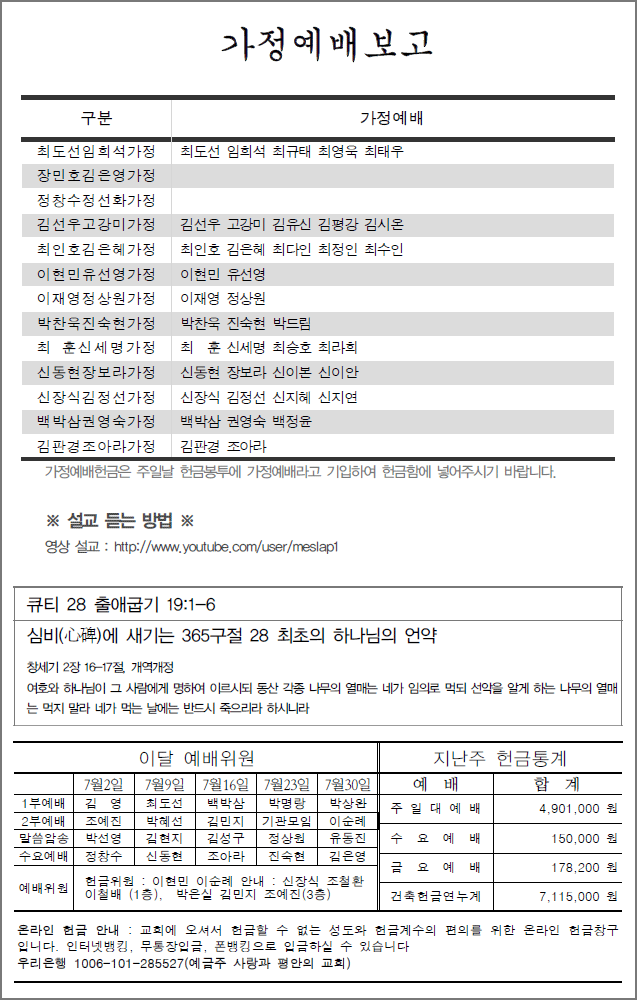 가정예배보고
구분 가정예배
최도선임희석가정 최도선 임희석 최규태 최영욱 최태우
장민호김은영가정
정창수정선화가정
김선우고강미가정 김선우 고강미 김유신 김평강 김시온
최인호김은혜가정 최인호 김은혜 최다인 최정인 최수인
이현민유선영가정 이현민 유선영
이재영정상원가정 이재영 정상원
박찬욱진숙현가정 박찬욱 진숙현 박드림
최 훈신세명가정 최 훈 신세명 최승호 최라희
신동현장보라가정 신동현 장보라 신이본 신이안
신장식김정선가정 신장식 김정선 신지혜 신지연
백박삼권영숙가정 백박삼 권영숙 백정윤
김판경조아라가정 김판경 조아라
가정예배헌금은 주일날 헌금봉투에 가정예배라고 기입하여 헌금함에 넣어주시기 바랍니다.
※ 설교 듣는 방법 ※
영상 설교 : http://www.youtube.com/user/meslap1
큐티 28 출애굽기 19:1-6
심비(心碑)에 새기는 365구절 28 최초의 하나님의 언약
창세기 2장 16-17절, 개역개정
여호와 하나님이 그 사람에게 명하여 이르시되 동산 각종 나무의 열매는 네가 임의로 먹되 선악을 알게 하는 나무의 열매
는 먹지 말라 네가 먹는 날에는 반드시 죽으리라 하시니라
이달 예배위원
7월2일 7월9일 7월16일 7월23일 7월30일
1부예배 김 영 최도선 백박삼 박명랑 박상완
2부예배 조예진 박혜선 김민지 기관모임 이순례
말씀암송 박선영 김현지 김성구 정상원 유동진
수요예배 정창수 신동현 조아라 진숙현 김은영
예배위원 헌금위원 : 이현민 이순례 안내 : 신장식 조철환
이철배 (1층), 박은실 김민지 조예진(3층)
지난주 헌금통계
예 배 합 계
주 일 대 예 배 4,901,000 원
수 요 예 배 150,000 원
금 요 예 배 178,200 원
건축헌금연누계 7,115,000 원
온라인 헌금 안내 : 교회에 오셔서 헌금할 수 없는 성도와 헌금계수의 편의를 위한 온라인 헌금창구
입니다. 인터넷뱅킹, 무통장입금, 폰뱅킹으로 입금하실 수 있습니다
우리은행 1006-101-285527(예금주 사랑과 평안의 교회)